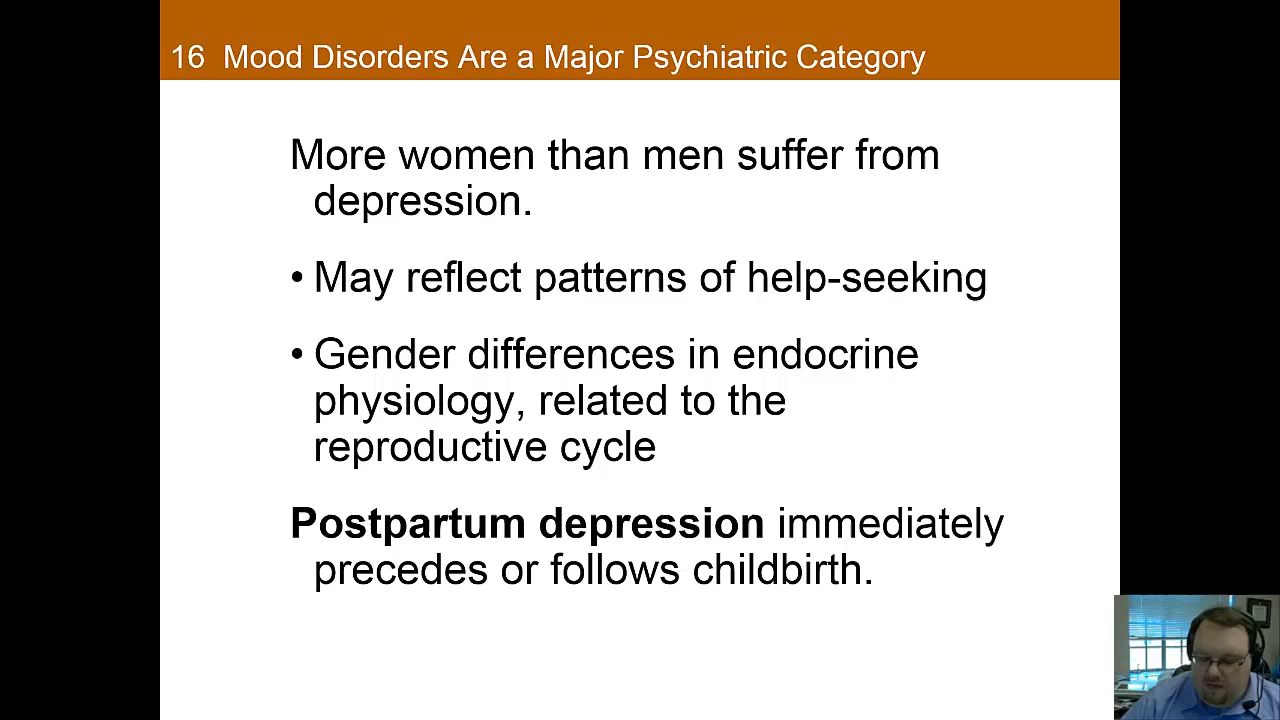 16 Mood Disorders Are a Major Psychiatric Category
More women than men suffer from
depression.
• May reflect patterns of help-seeking
• Gender differences in endocrine
physiology, related to the
reproductive cycle
Postpartum depression immediately
precedes or follows childbirth.